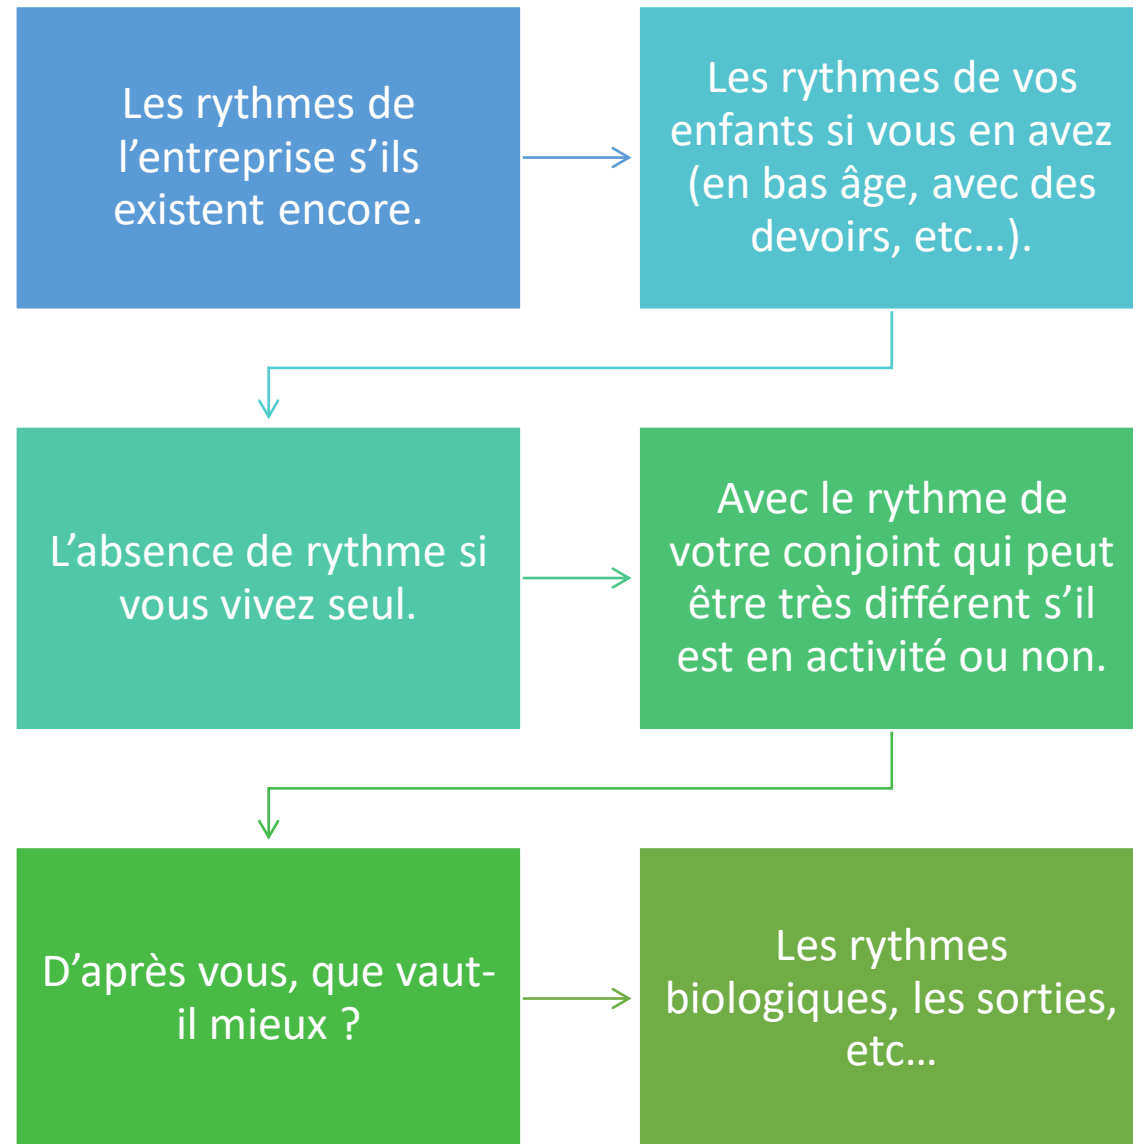 Les rythmes de
l’entreprise s’ils
existent encore.
Les rythmes de vos
enfants si vous en avez
(en bas âge, avec des
devoirs, etc…).
L’absence de rythme si
vous vivez seul.
Avec le rythme de
votre conjoint qui peut
être très différent s’il
est en activité ou non.
D’après vous, que vaut-
il mieux ?
Les rythmes
biologiques, les sorties,
etc…